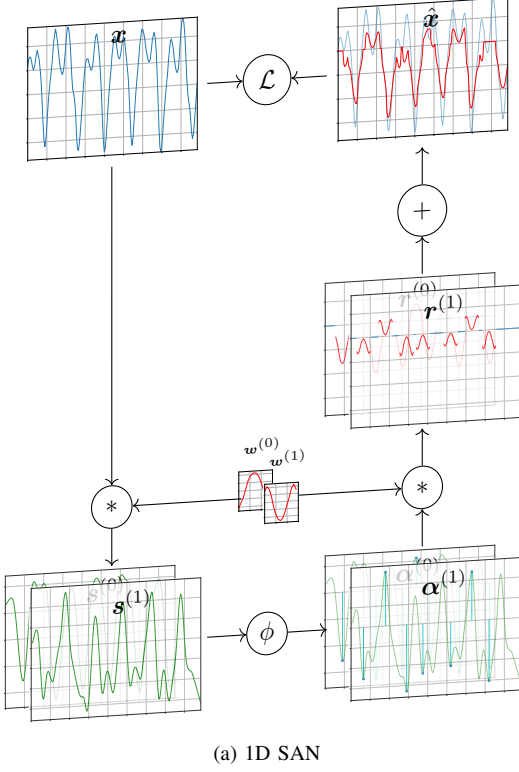 x
x̂
ℒ
+
r⁽⁰⁾
r⁽¹⁾
w⁽⁰⁾
w⁽¹⁾
*
*
s⁽⁰⁾
s⁽¹⁾
ϕ
α⁽⁰⁾
α⁽¹⁾
(a) 1D SAN